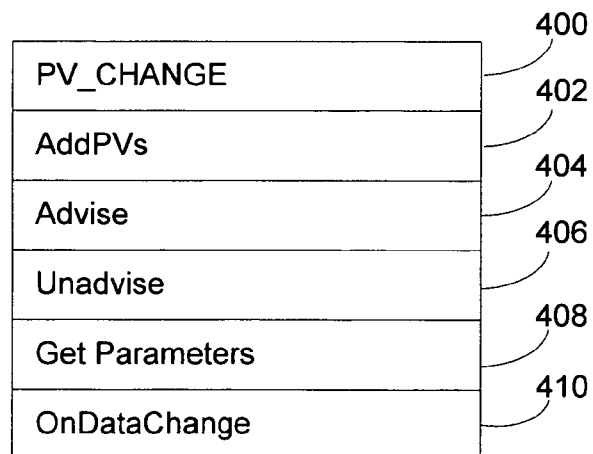 400
PV_CHANGE
402
AddPVs
404
Advise
406
Unadvise
408
Get Parameters
410
OnDataChange